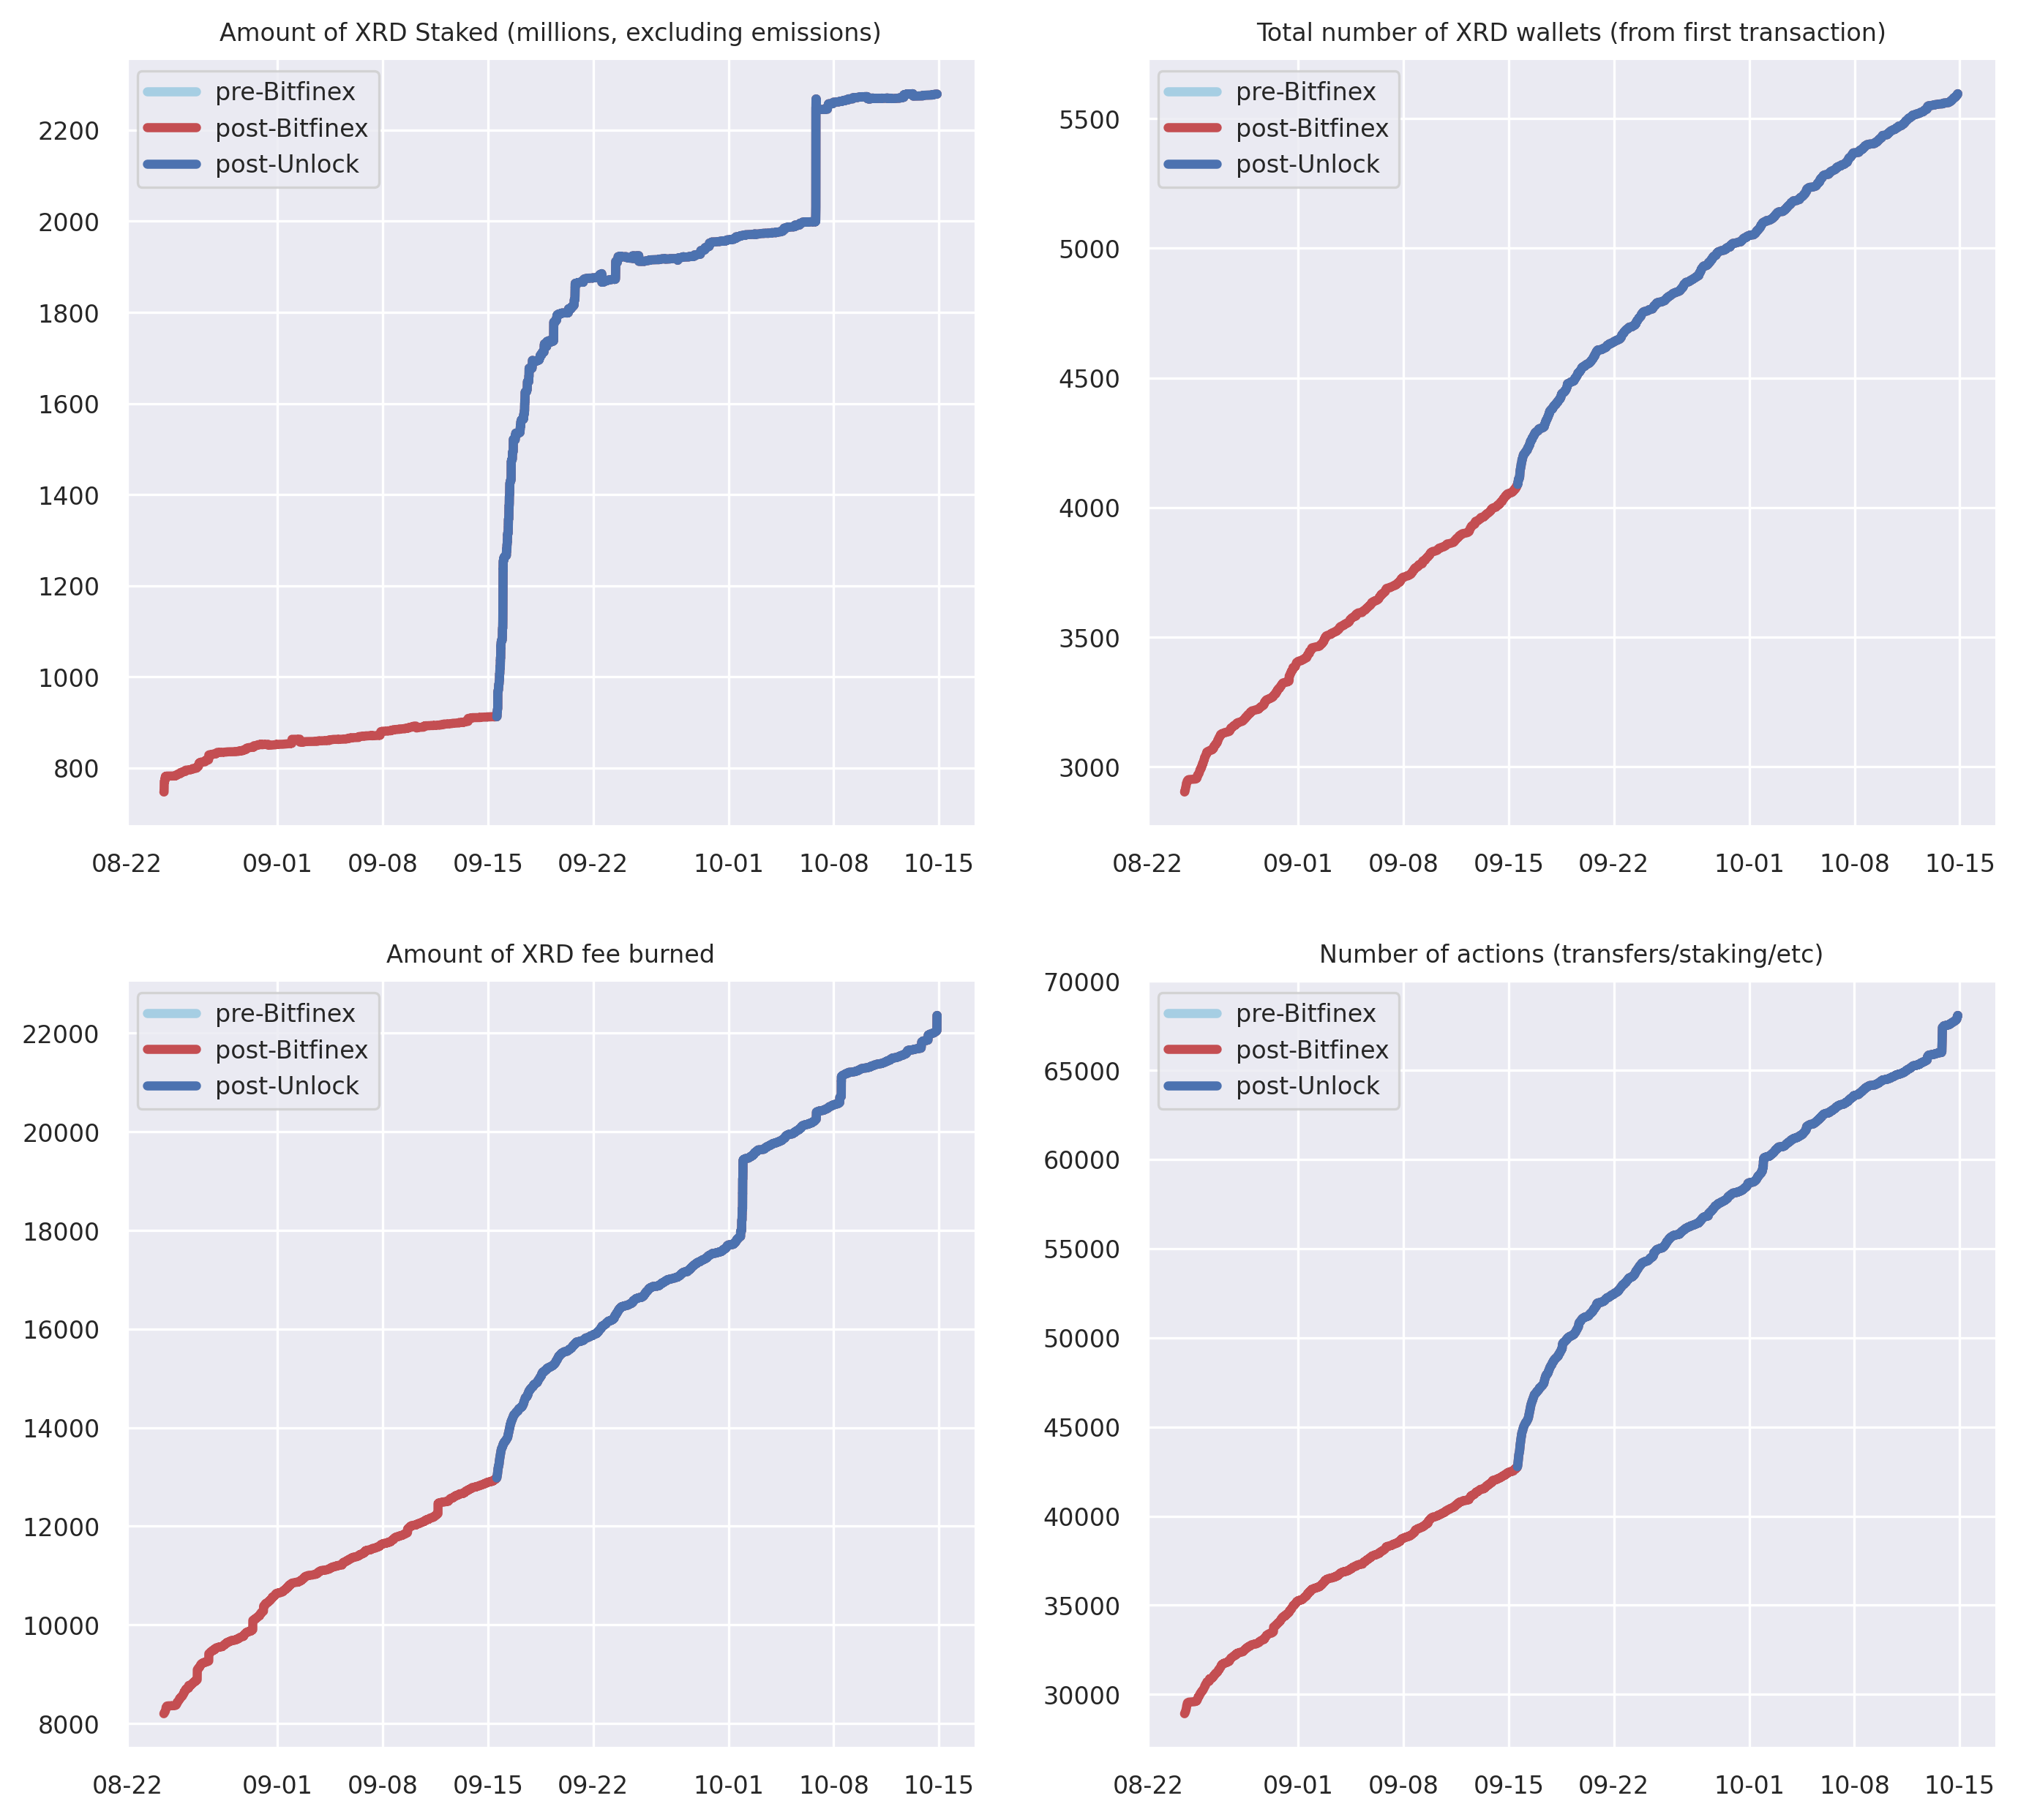 Amount of XRD Staked (millions, excluding emissions)
pre-Bitfinex
post-Bitfinex
post-Unlock
2200
2000
1800
1600
1400
1200
1000
800
08-22 09-01 09-08 09-15 09-22 10-01 10-08 10-15
Total number of XRD wallets (from first transaction)
pre-Bitfinex
post-Bitfinex
post-Unlock
5500
5000
4500
4000
3500
3000
08-22 09-01 09-08 09-15 09-22 10-01 10-08 10-15
Amount of XRD fee burned
pre-Bitfinex
post-Bitfinex
post-Unlock
22000
20000
18000
16000
14000
12000
10000
8000
08-22 09-01 09-08 09-15 09-22 10-01 10-08 10-15
Number of actions (transfers/staking/etc)
70000
pre-Bitfinex
post-Bitfinex
post-Unlock
65000
60000
55000
50000
45000
40000
35000
30000
08-22 09-01 09-08 09-15 09-22 10-01 10-08 10-15